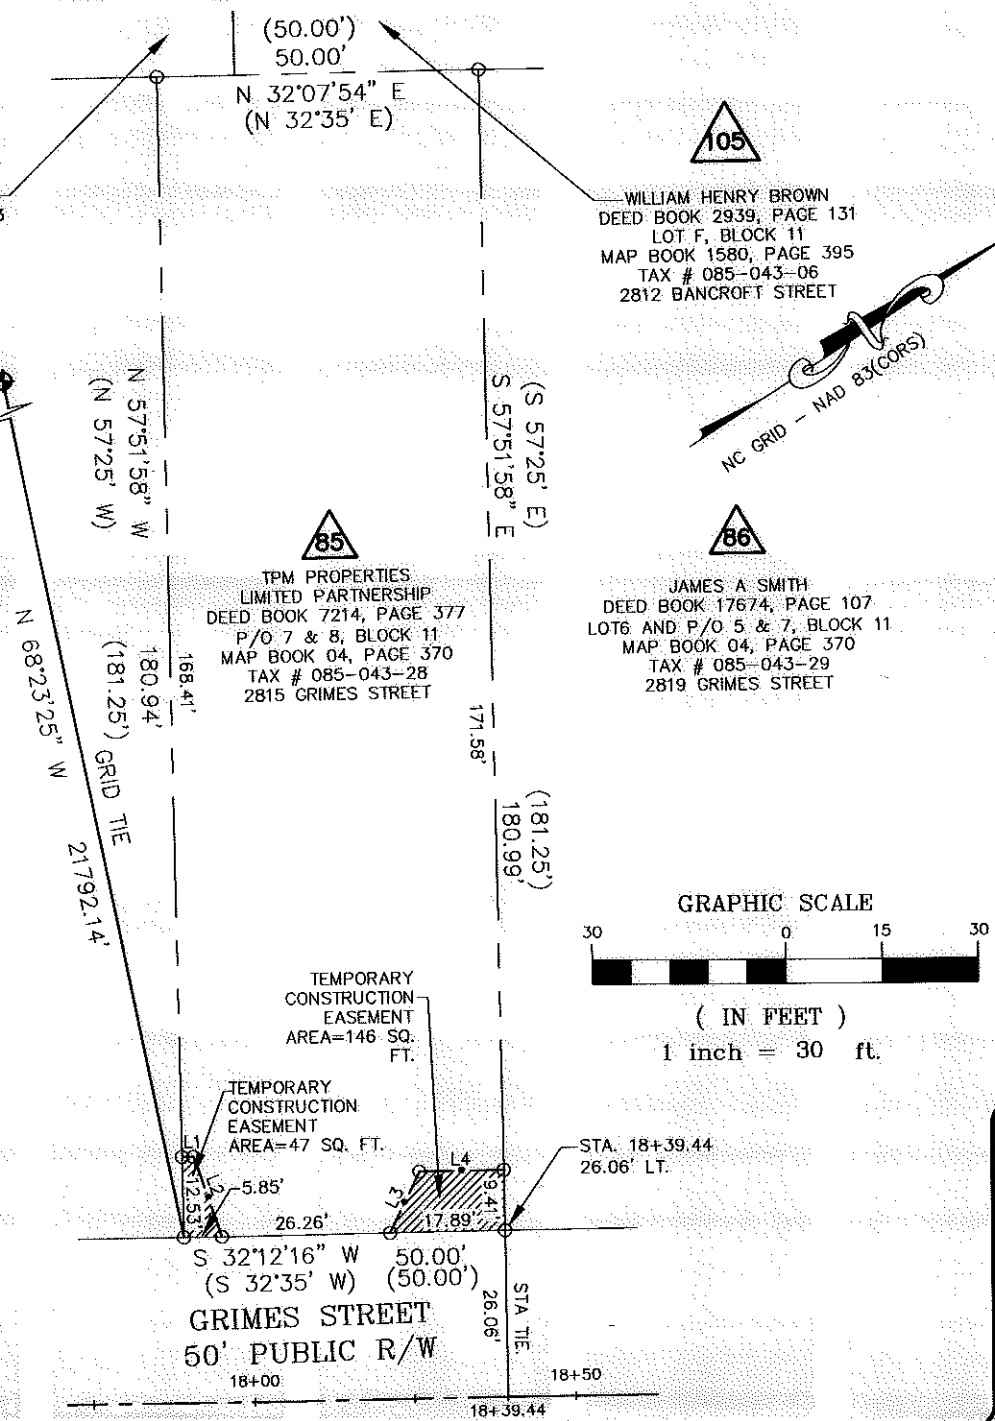 (50.00')
50.00'
N 32°07'54" E
(N 32°35' E)
105
WILLIAM HENRY BROWN
DEED BOOK 2939, PAGE 131
LOT F, BLOCK 11
MAP BOOK 1580, PAGE 395
TAX # 085-043-06
2812 BANCROFT STREET
NC GRID - NAD 83(CORS)
N 57°51'58" W
(N 57°25' W)
(S 57°25' E)
S 57°51'58" E
85
TPM PROPERTIES
LIMITED PARTNERSHIP
DEED BOOK 7214, PAGE 377
P/O 7 & 8, BLOCK 11
MAP BOOK 04, PAGE 370
TAX # 085-043-28
2815 GRIMES STREET
86
JAMES A SMITH
DEED BOOK 17674, PAGE 107
LOT6 AND P/O 5 & 7, BLOCK 11
MAP BOOK 04, PAGE 370
TAX # 085-043-29
2819 GRIMES STREET
168.41'
180.94'
(181.25')
GRID TIE
N 68°23'25" W 21792.14'
171.58'
(181.25')
180.99'
GRAPHIC SCALE
30 0 15 30
( IN FEET )
1 inch = 30 ft.
TEMPORARY
CONSTRUCTION
EASEMENT
AREA=146 SQ.
FT.
TEMPORARY
CONSTRUCTION
EASEMENT
AREA=47 SQ. FT.
L1
L2
12.53'
5.85'
26.26'
L3
L4
17.89'
9.41'
STA. 18+39.44
26.06' LT.
S 32°12'16" W 50.00'
(S 32°35' W) (50.00')
GRIMES STREET
50' PUBLIC R/W
STA TIE
26.06'
18+00
18+50
18+39.44